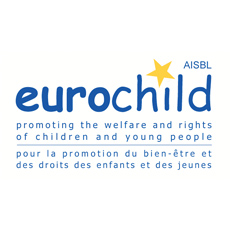 AISBL
eurochild
promoting the welfare and rights
of children and young people
pour la promotion du bien-être et
des droits des enfants et des jeunes